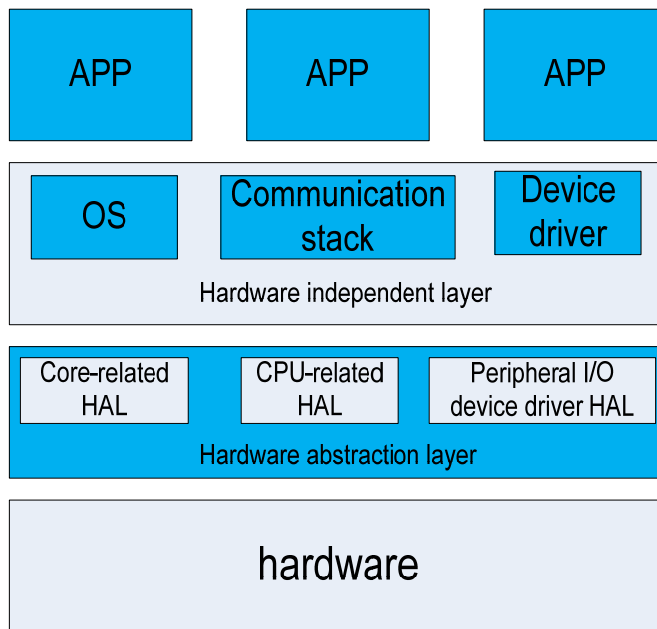 APP
APP
APP
OS
Communication
stack
Device
driver
Hardware independent layer
Core-related
HAL
CPU-related
HAL
Peripheral I/O
device driver HAL
Hardware abstraction layer
hardware